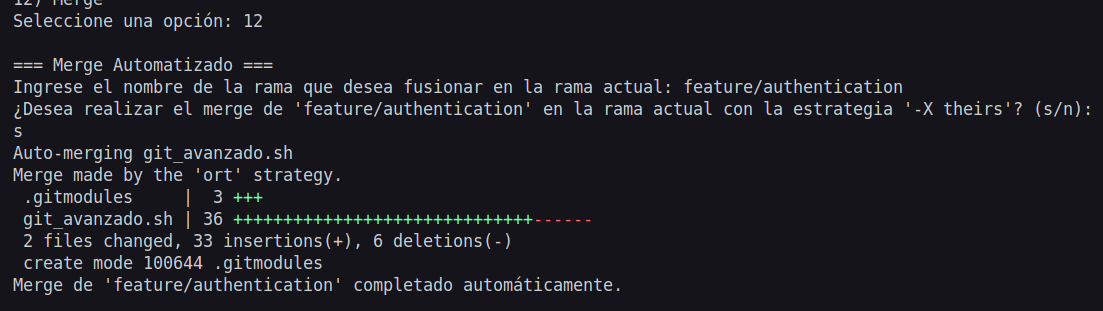 12) Merge
Seleccione una opción: 12
=== Merge Automatizado ===
Ingrese el nombre de la rama que desea fusionar en la rama actual: feature/authentication
¿Desea realizar el merge de 'feature/authentication' en la rama actual con la estrategia '-X theirs'? (s/n):
s
Auto-merging git_avanzado.sh
Merge made by the 'ort' strategy.
 .gitmodules     |  3 +++
 git_avanzado.sh | 36 ++++++++++++++++++++++++++++++------
 2 files changed, 33 insertions(+), 6 deletions(-)
 create mode 100644 .gitmodules
Merge de 'feature/authentication' completado automáticamente.